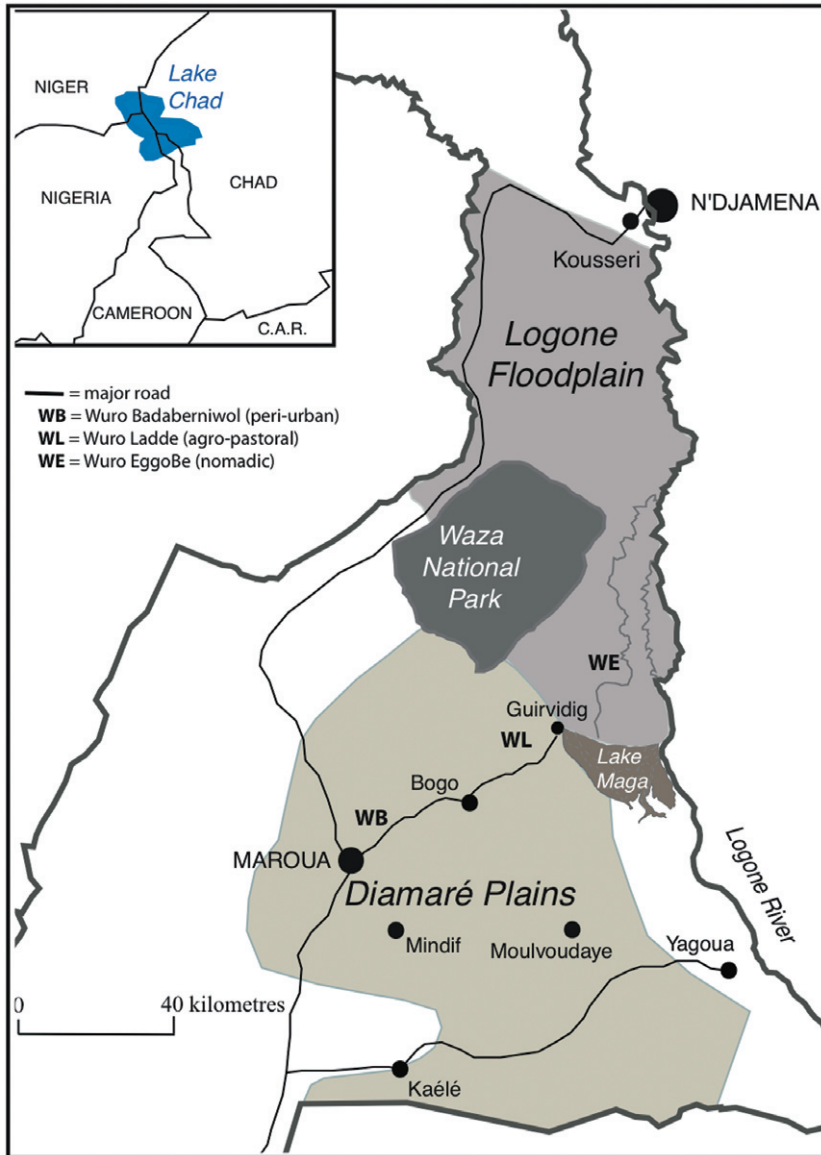 NIGER
Lake
Chad
NIGERIA
CHAD
CAMEROON
C.A.R.
= major road
WB = Wuro Badaberniwol (peri-urban)
WL = Wuro Ladde (agro-pastoral)
WE = Wuro EggoBe (nomadic)
N'DJAMENA
Kousseri
Logone
Floodplain
Waza
National
Park
WE
Guirvidig
WL
Lake
Maga
Bogo
WB
MAROUA
Logone River
Diamaré Plains
Mindif
Moulvoudaye
Yagoua
0 40 kilometres
Kaélé